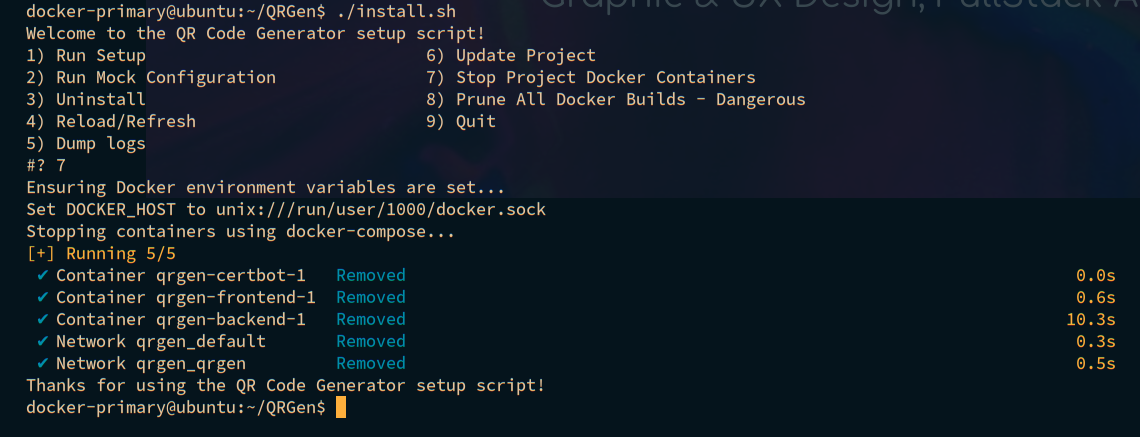 Graphic & UX Design, FullStack A
docker-primary@ubuntu:~/QRGen$ ./install.sh
Welcome to the QR Code Generator setup script!
1) Run Setup 6) Update Project
2) Run Mock Configuration 7) Stop Project Docker Containers
3) Uninstall 8) Prune All Docker Builds - Dangerous
4) Reload/Refresh 9) Quit
5) Dump logs
#? 7
Ensuring Docker environment variables are set...
Set DOCKER_HOST to unix:///run/user/1000/docker.sock
Stopping containers using docker-compose...
[+] Running 5/5
✔ Container qrgen-certbot-1 Removed 0.0s
✔ Container qrgen-frontend-1 Removed 0.6s
✔ Container qrgen-backend-1 Removed 10.3s
✔ Network qrgen_default Removed 0.3s
✔ Network qrgen_qrgen Removed 0.5s
Thanks for using the QR Code Generator setup script!
docker-primary@ubuntu:~/QRGen$